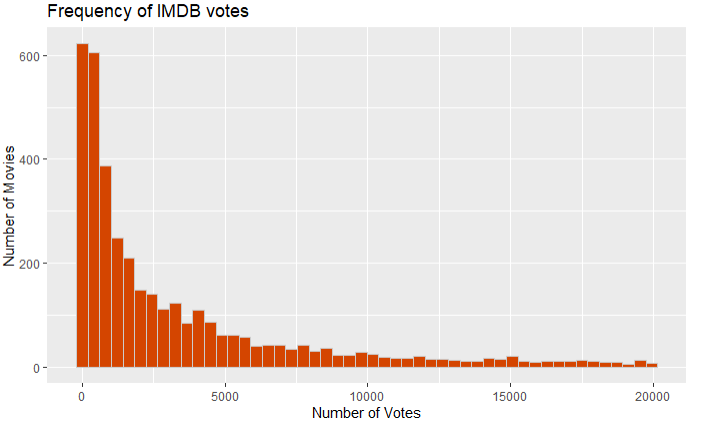 Frequency of IMDB votes
600
400
200
0
Number of Movies
0 5000 10000 15000 20000
Number of Votes